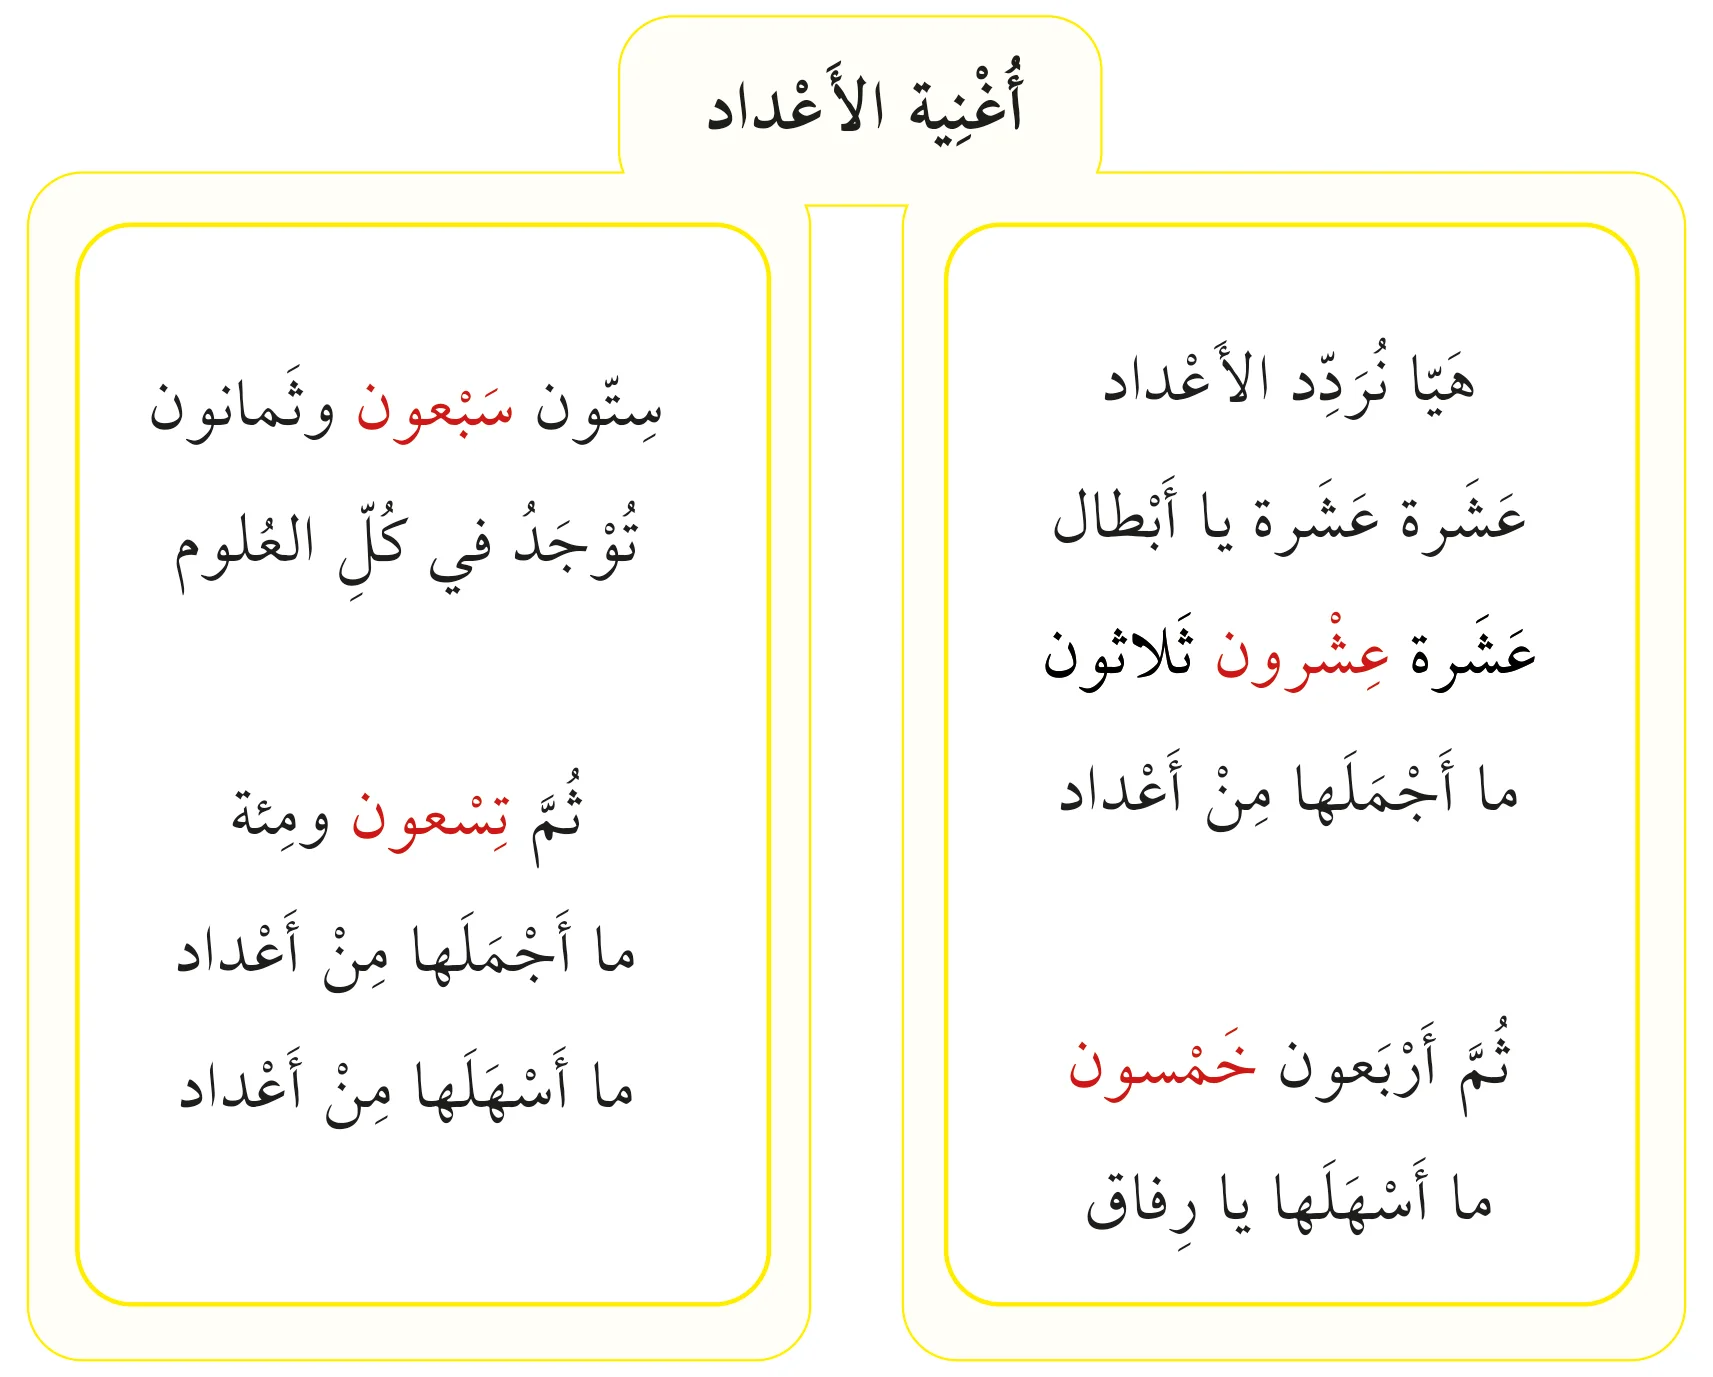 أُغْنِية الأَعْداد
هَيّا نُرَدِّد الأَعْداد
عَشَرة عَشَرة يا أَبْطال
عَشَرة عِشْرون ثَلاثون
ما أَجْمَلَها مِنْ أَعْداد
ثُمَّ أَرْبَعون خَمْسون
ما أَسْهَلَها يا رِفاق
سِتّون سَبْعون وثَمانون
تُوْجَدُ في كُلِّ العُلوم
ثُمَّ تِسْعون ومِئة
ما أَجْمَلَها مِنْ أَعْداد
ما أَسْهَلَها مِنْ أَعْداد